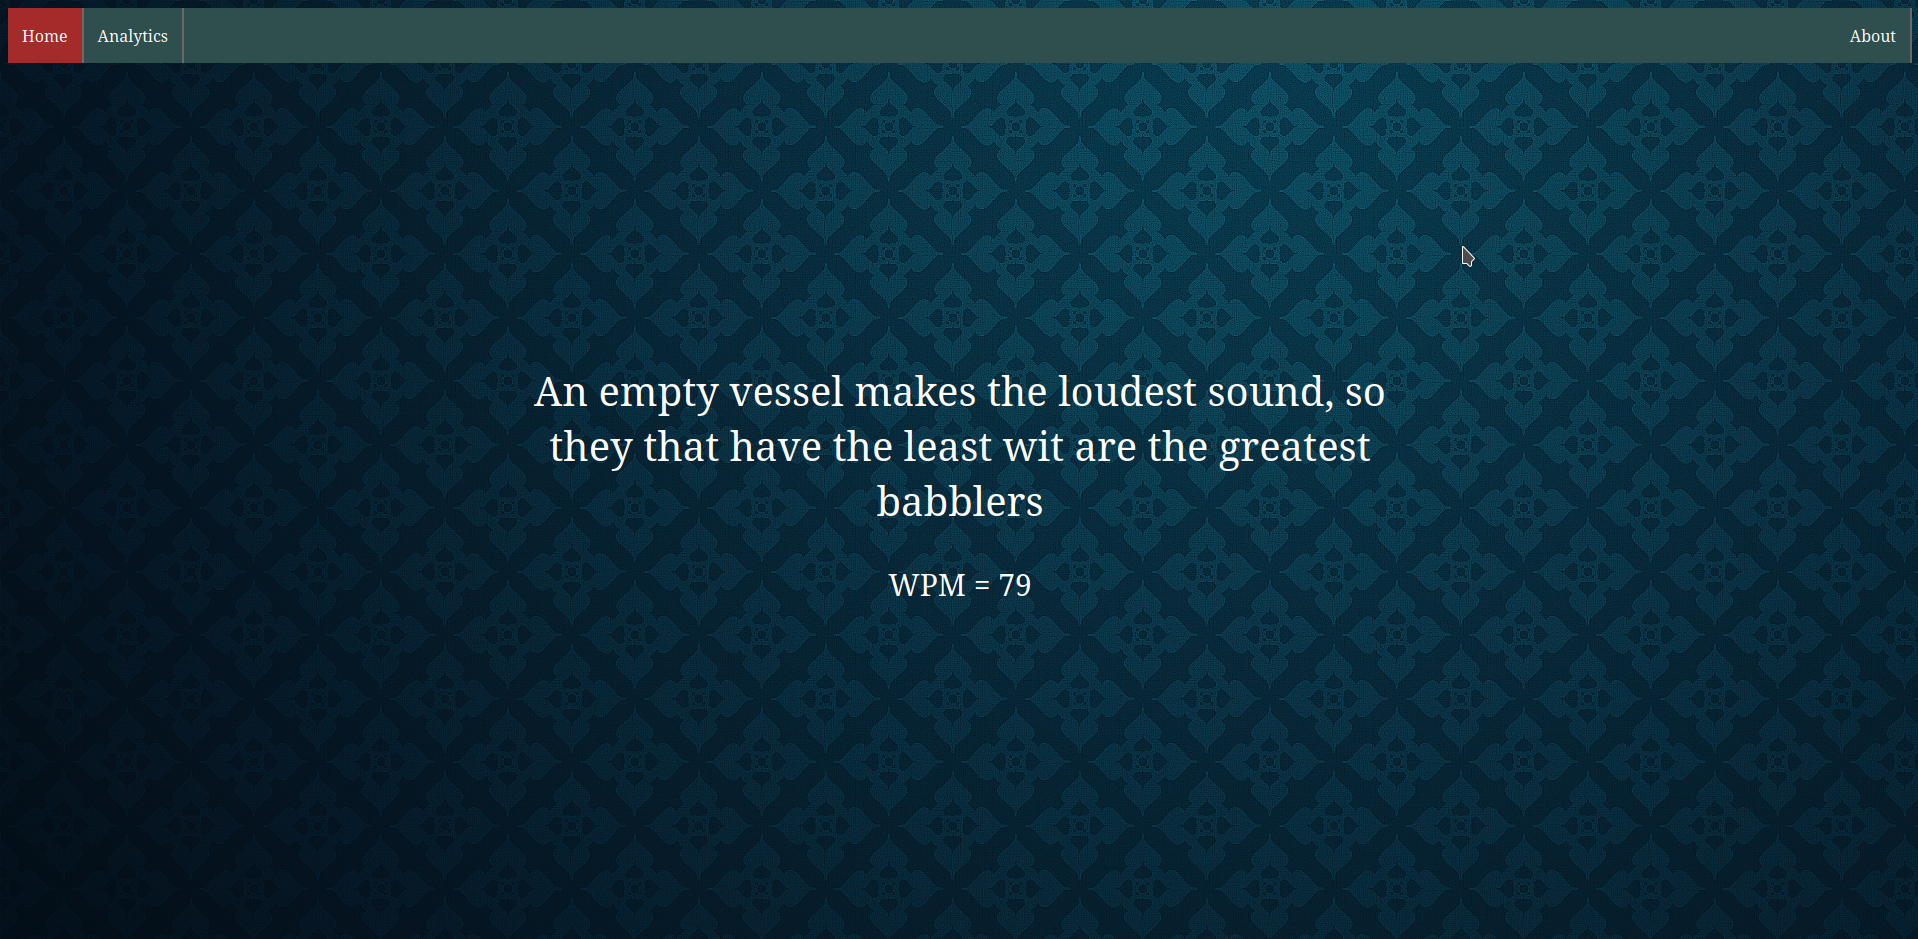 Home Analytics About
An empty vessel makes the loudest sound, so
they that have the least wit are the greatest
babblers
WPM = 79